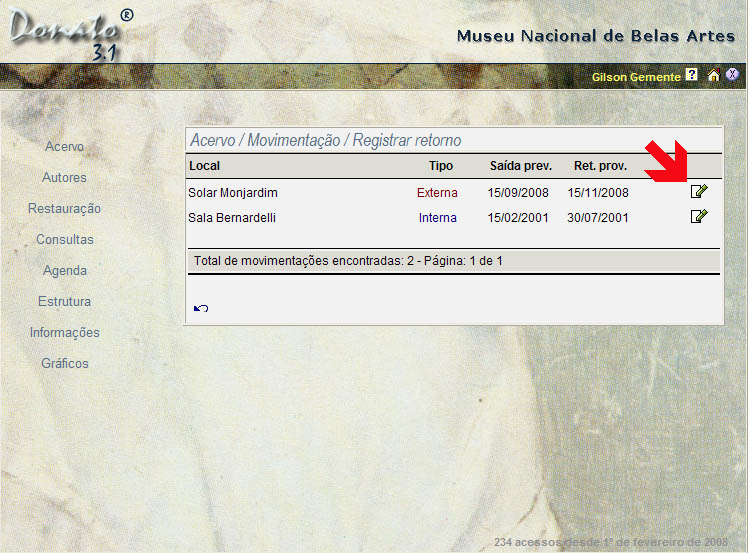 Donato ®
3.1
Museu Nacional de Belas Artes
Gilson Gemente ? X
Acervo
Autores
Restauração
Consultas
Agenda
Estrutura
Informações
Gráficos
Acervo / Movimentação / Registrar retorno
Local Tipo Saída prev. Ret. prov.
Solar Monjardim Externa 15/09/2008 15/11/2008
Sala Bernardelli Interna 15/02/2001 30/07/2001
Total de movimentações encontradas: 2 - Página: 1 de 1
234 acessos desde 1º de fevereiro de 2008